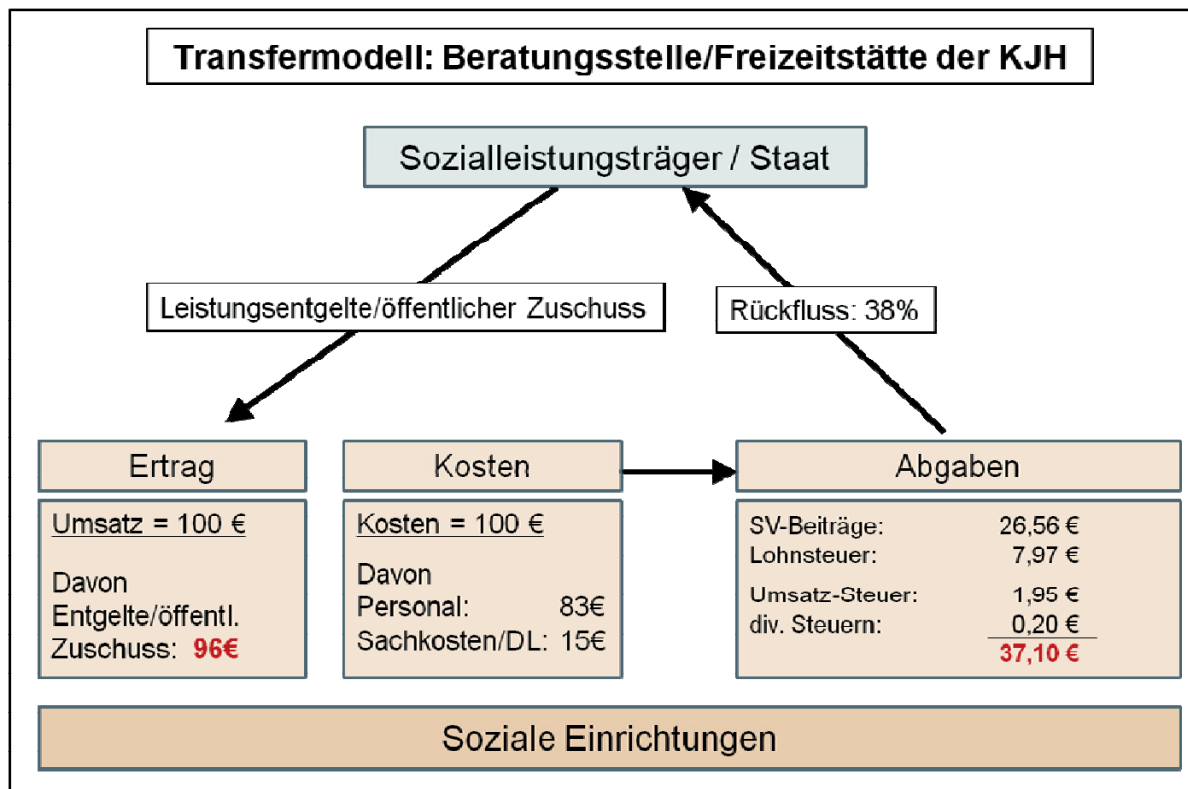 Transfermodell: Beratungsstelle/Freizeitstätte der KJH
Sozialleistungsträger / Staat
Leistungsentgelte/öffentlicher Zuschuss
Rückfluss: 38%
Ertrag
Umsatz = 100 €
Davon
Entgelte/öffentl.
Zuschuss: 96€
Kosten
Kosten = 100 €
Davon
Personal: 83€
Sachkosten/DL: 15€
Abgaben
SV-Beiträge: 26,56 €
Lohnsteuer: 7,97 €
Umsatz-Steuer: 1,95 €
div. Steuern: 0,20 €
37,10 €
Soziale Einrichtungen